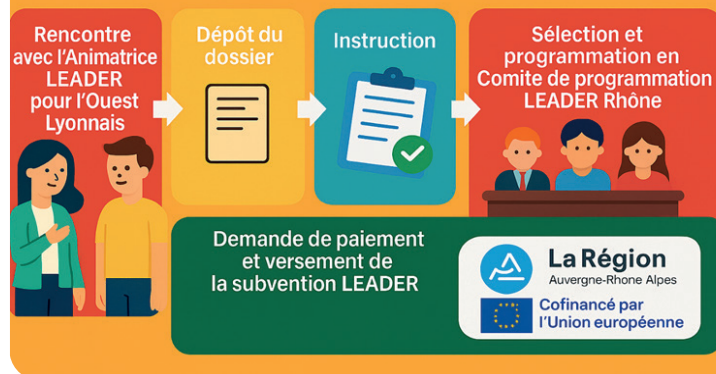 Rencontre
avec l'Animatrice
LEADER
pour l'Ouest
Lyonnais
Dépôt du
dossier
Instruction
Sélection et
programmation en
Comite de programmation
LEADER Rhône
Demande de paiement
et versement de
la subvention LEADER
La Région
Auvergne-Rhone Alpes
Cofinancé par
l'Union européenne